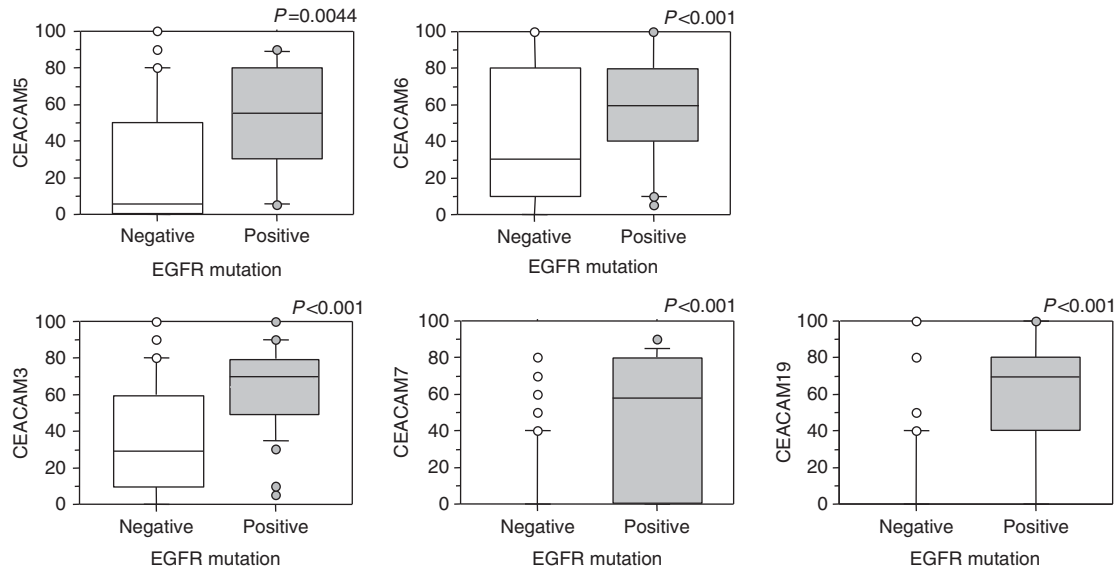 P=0.0044
CEACAM5
100
80
60
40
20
0
Negative Positive
EGFR mutation
P<0.001
CEACAM6
100
80
60
40
20
0
Negative Positive
EGFR mutation
P<0.001
CEACAM3
100
80
60
40
20
0
Negative Positive
EGFR mutation
P<0.001
CEACAM7
100
80
60
40
20
0
Negative Positive
EGFR mutation
P<0.001
CEACAM19
100
80
60
40
20
0
Negative Positive
EGFR mutation